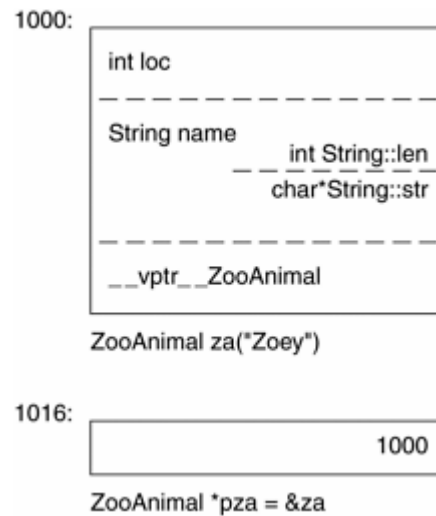 1000:
int loc
String name
int String::len
char*String::str
__vptr__ZooAnimal
ZooAnimal za("Zoey")
1016:
1000
ZooAnimal *pza = &za